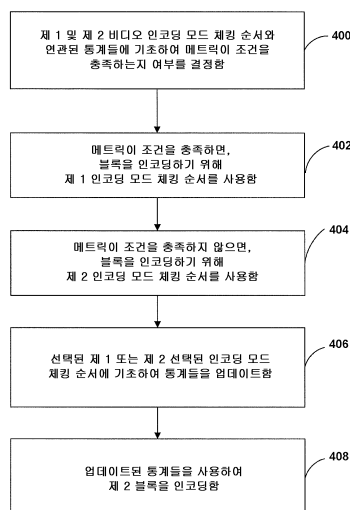 제 1 및 제 2 비디오 인코딩 모드 체킹 순서와
연관된 통계들에 기초하여 메트릭이 조건을
충족하는지 여부를 결정함
400
메트릭이 조건을 충족하면,
블록을 인코딩하기 위해
제 1 인코딩 모드 체킹 순서를 사용함
402
메트릭이 조건을 충족하지 않으면,
블록을 인코딩하기 위해
제 2 인코딩 모드 체킹 순서를 사용함
404
선택된 제 1 또는 제 2 선택된 인코딩 모드
체킹 순서에 기초하여 통계들을 업데이트함
406
업데이트된 통계들을 사용하여
제 2 블록을 인코딩함
408